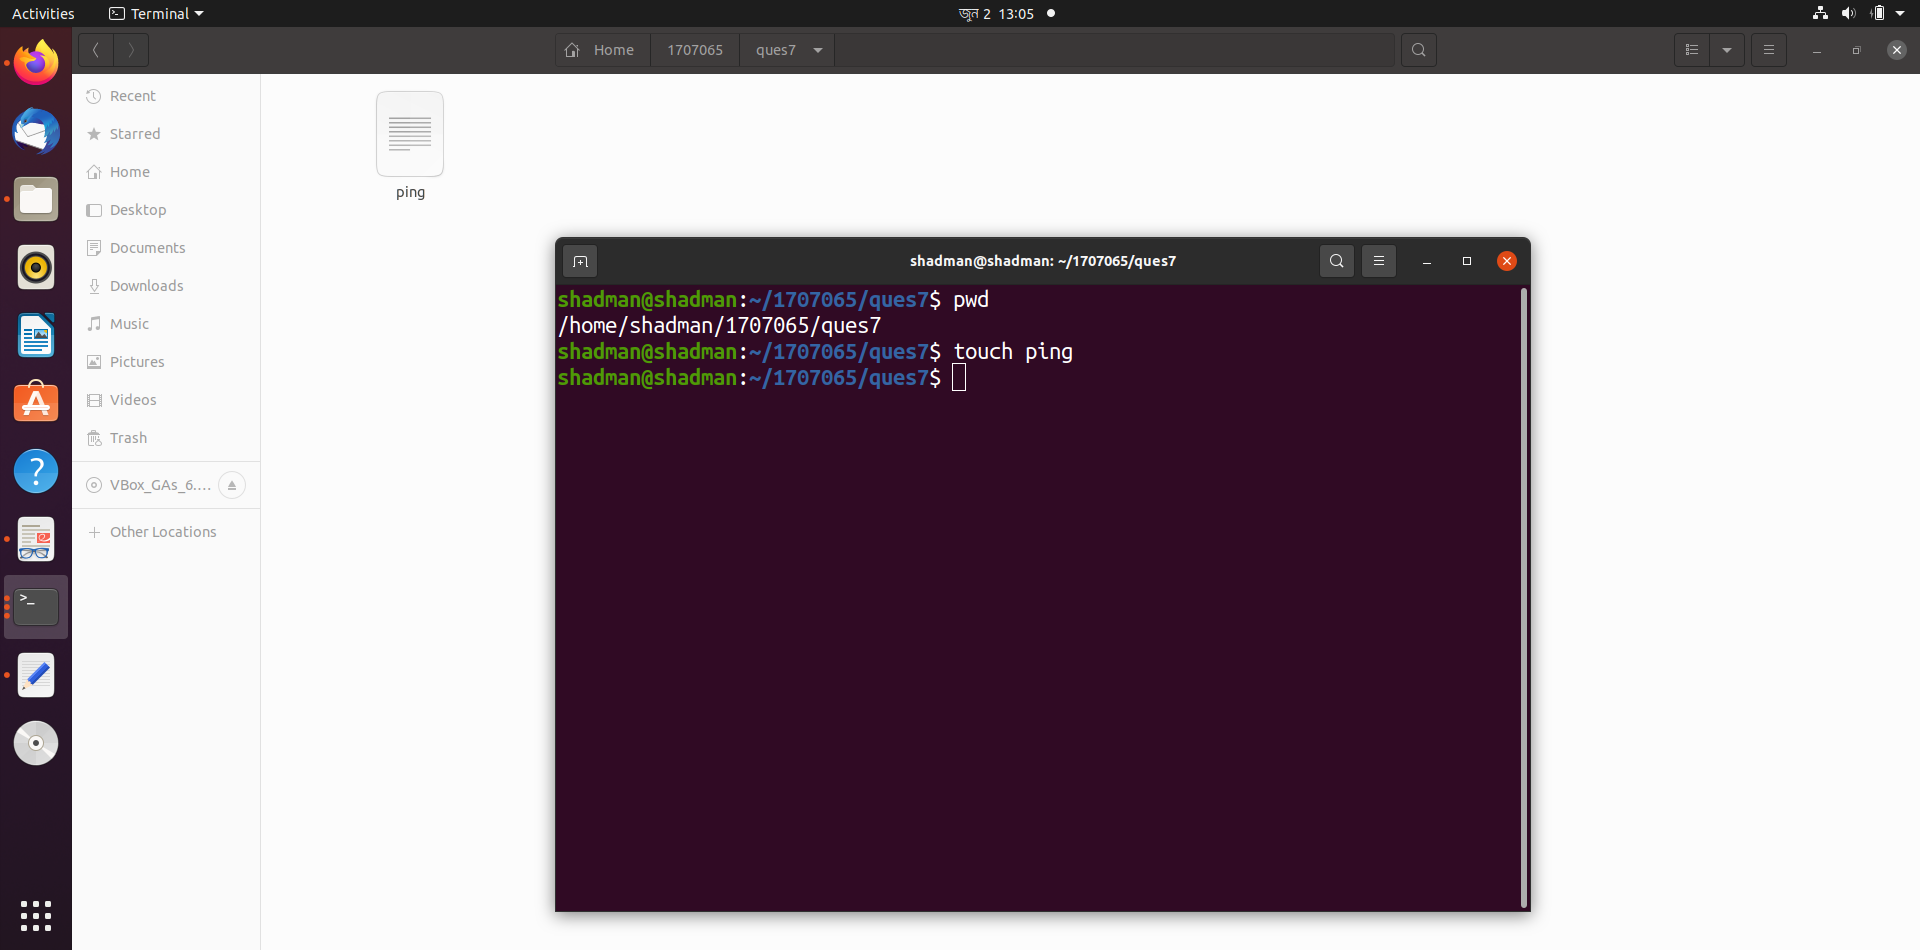 Activities
Terminal
জুন 2 13:05
Home
1707065
ques7
Recent
Starred
Home
Desktop
Documents
Downloads
Music
Pictures
Videos
Trash
VBox_GAs_6....
Other Locations
ping
shadman@shadman: ~/1707065/ques7
shadman@shadman:~/1707065/ques7$ pwd
/home/shadman/1707065/ques7
shadman@shadman:~/1707065/ques7$ touch ping
shadman@shadman:~/1707065/ques7$